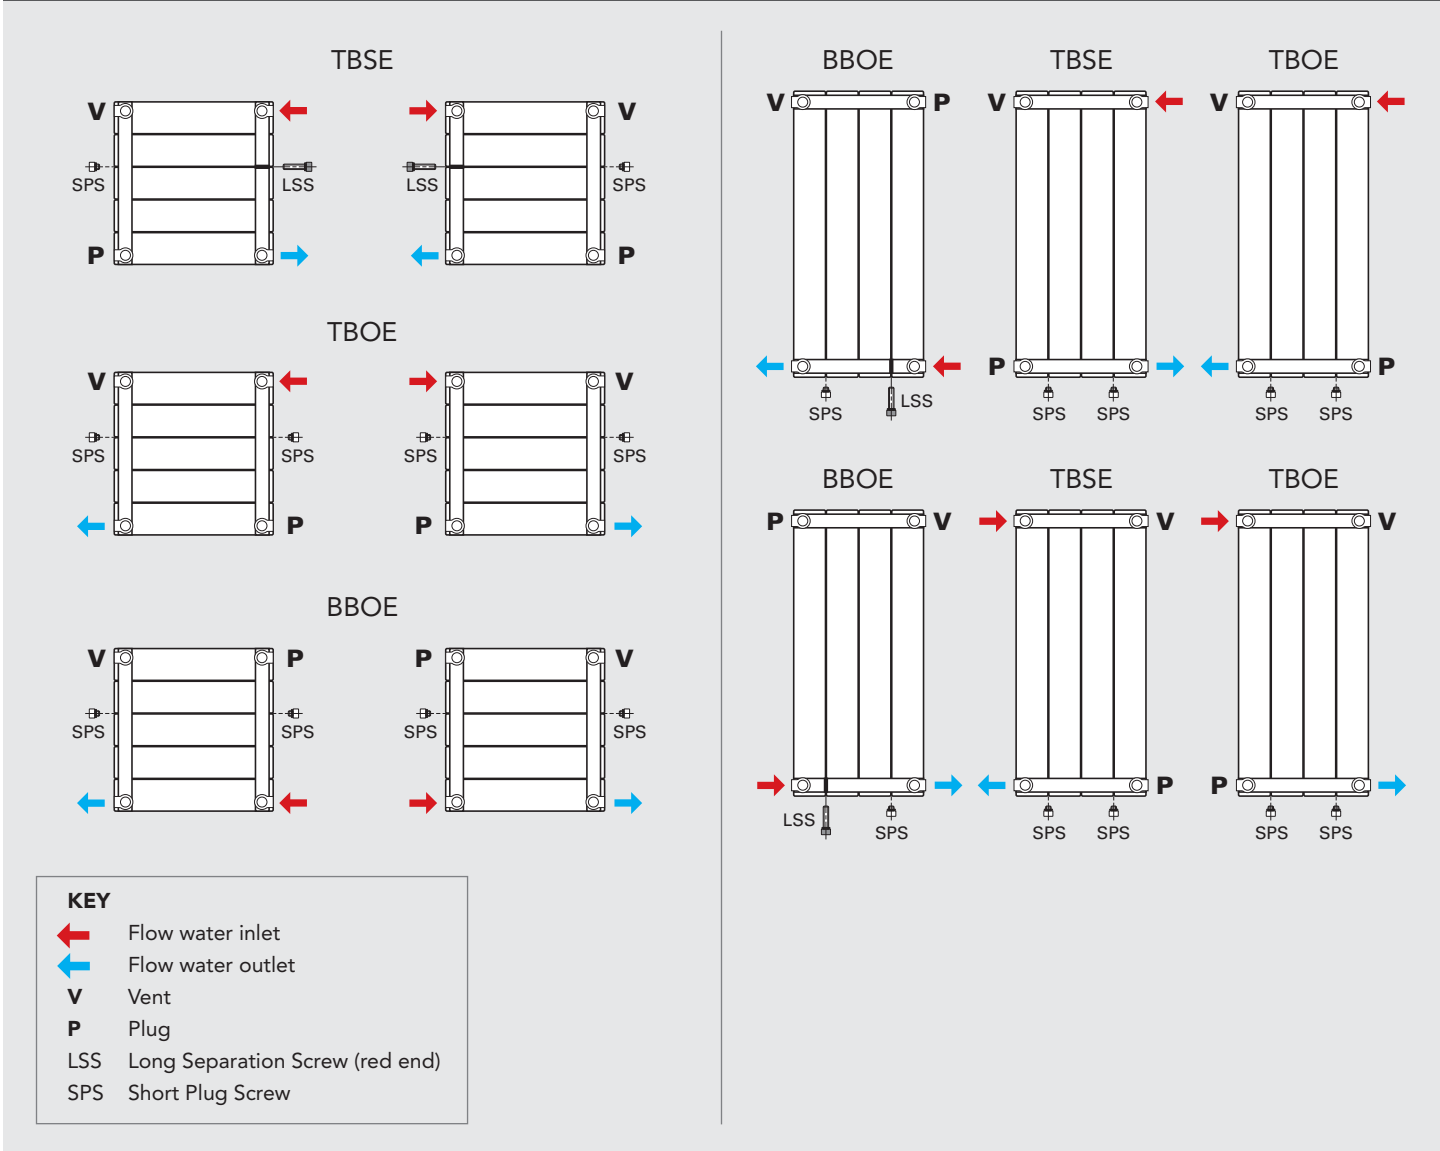 TBSE
V
V
SPS
LSS
LSS
SPS
P
P
TBOE
V
V
SPS
SPS
SPS
SPS
P
P
BBOE
V
P
P
V
SPS
SPS
SPS
SPS
KEY
Flow water inlet
Flow water outlet
V Vent
P Plug
LSS Long Separation Screw (red end)
SPS Short Plug Screw
BBOE
TBSE
TBOE
V
P
V
V
P
P
SPS
LSS
SPS
SPS
SPS
SPS
BBOE
TBSE
TBOE
P
V
V
V
P
P
LSS
SPS
SPS
SPS
SPS
SPS